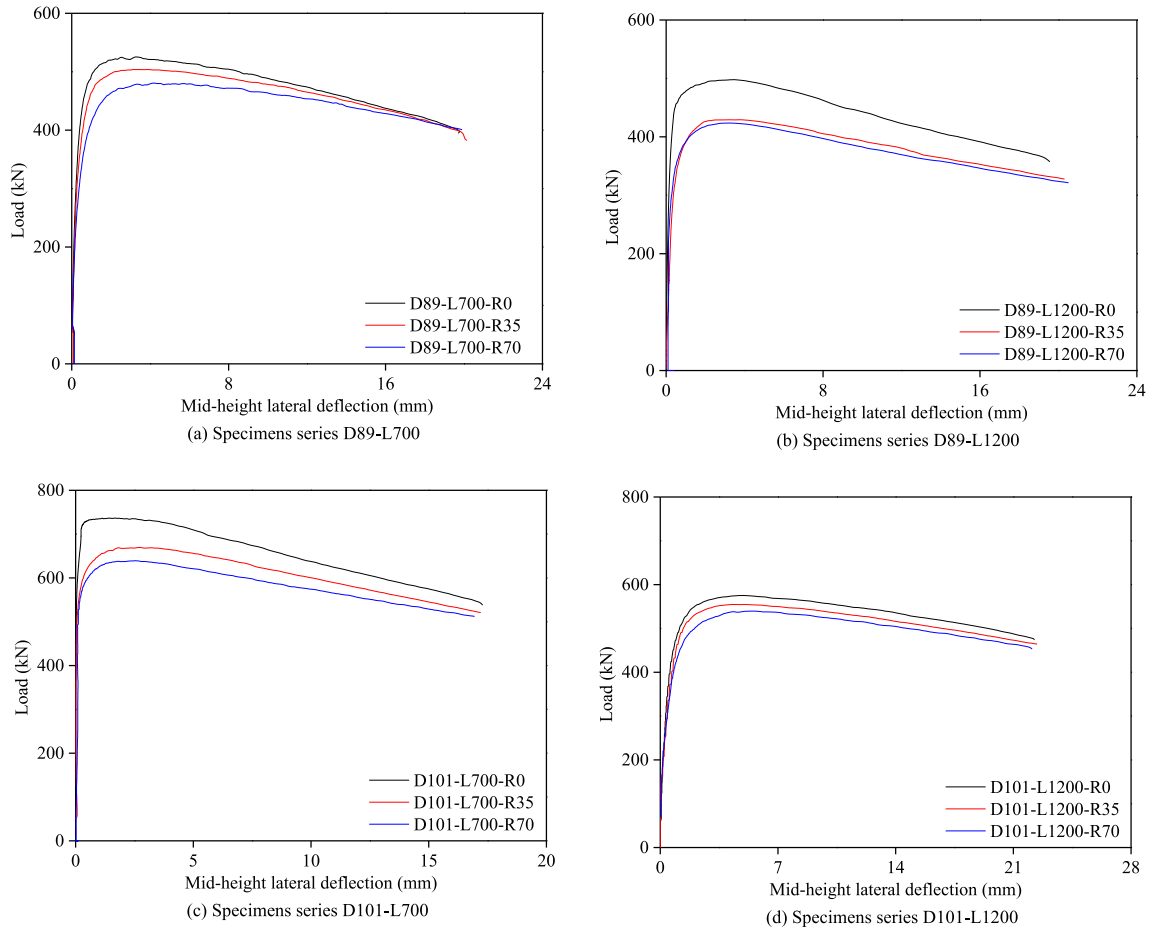 600
400
200
0
Load (kN)
D89-L700-R0
D89-L700-R35
D89-L700-R70
0 8 16 24
Mid-height lateral deflection (mm)
(a) Specimens series D89-L700
600
400
200
0
Load (kN)
D89-L1200-R0
D89-L1200-R35
D89-L1200-R70
0 8 16 24
Mid-height lateral deflection (mm)
(b) Specimens series D89-L1200
800
600
400
200
0
Load (kN)
D101-L700-R0
D101-L700-R35
D101-L700-R70
0 5 10 15 20
Mid-height lateral deflection (mm)
(c) Specimens series D101-L700
800
600
400
200
0
Load (kN)
D101-L1200-R0
D101-L1200-R35
D101-L1200-R70
0 7 14 21 28
Mid-height lateral deflection (mm)
(d) Specimens series D101-L1200